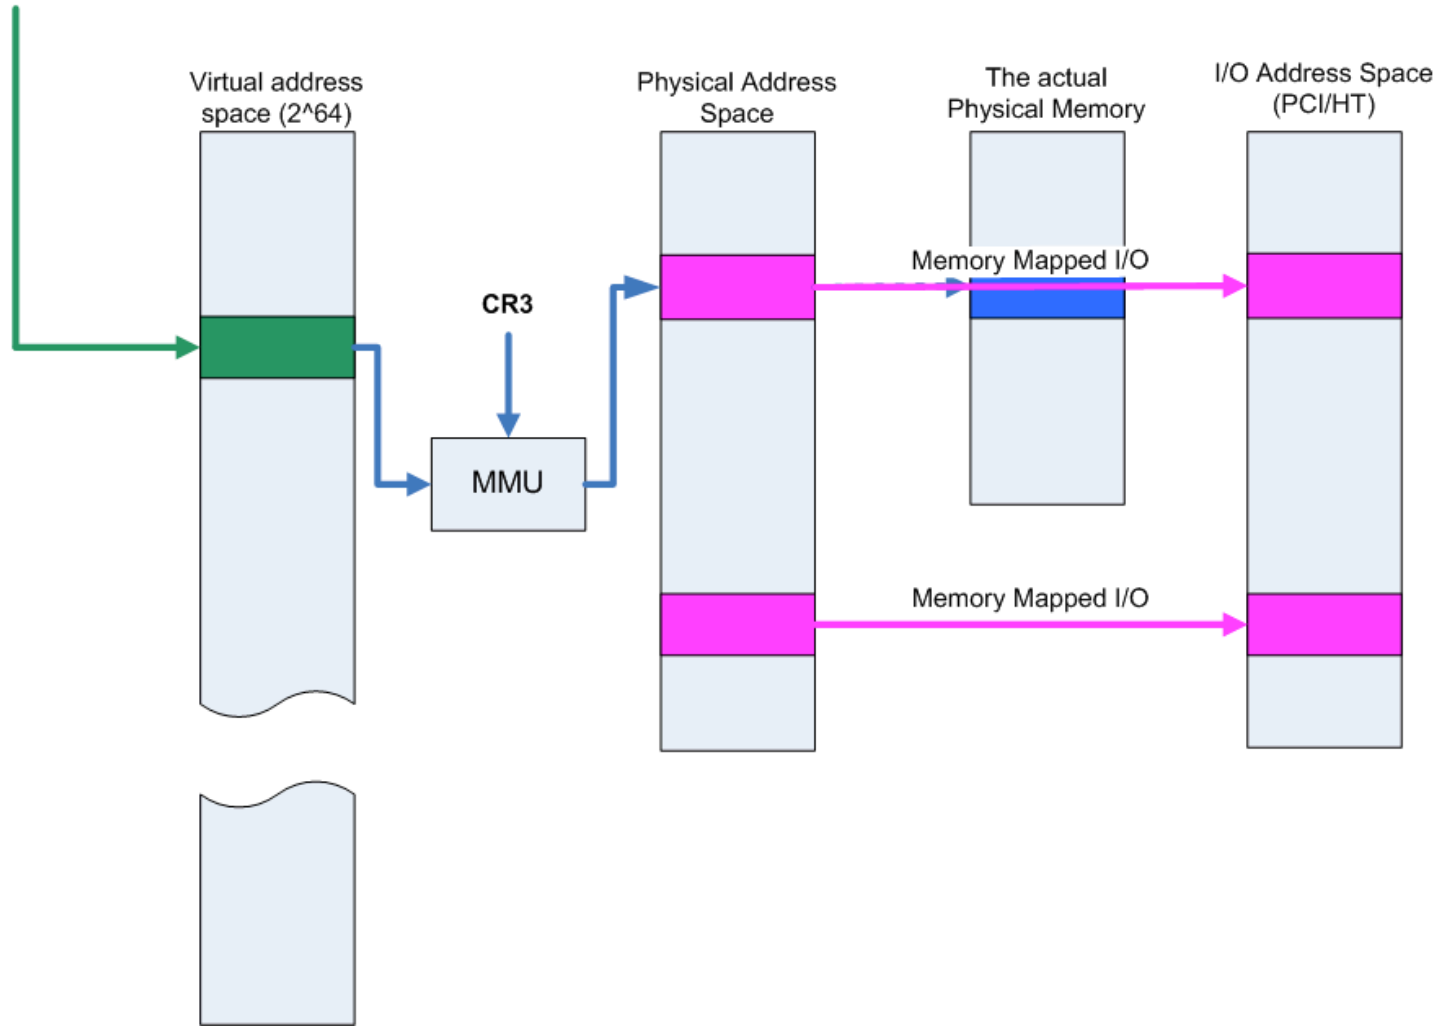 Virtual address
space (2^64)
Physical Address
Space
The actual
Physical Memory
I/O Address Space
(PCI/HT)
Memory Mapped I/O
CR3
MMU
Memory Mapped I/O